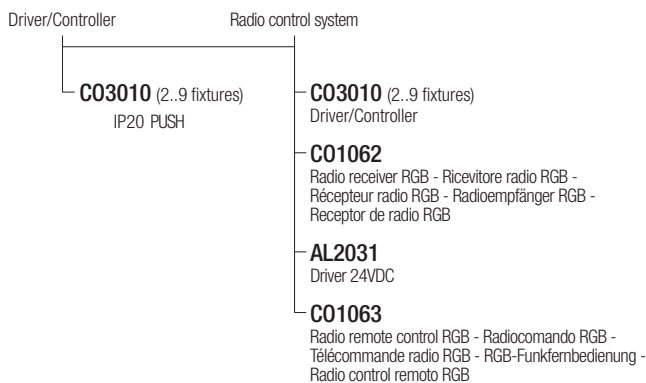 Driver/Controller
Radio control system
CO3010 (2..9 fixtures)
IP20 PUSH
CO3010 (2..9 fixtures)
Driver/Controller
CO1062
Radio receiver RGB - Ricevitore radio RGB -
Récepteur radio RGB - Radioempfänger RGB -
Receptor de radio RGB
AL2031
Driver 24VDC
CO1063
Radio remote control RGB - Radiocomando RGB -
Télécommande radio RGB - RGB-Funkfernbedienung -
Radio control remoto RGB